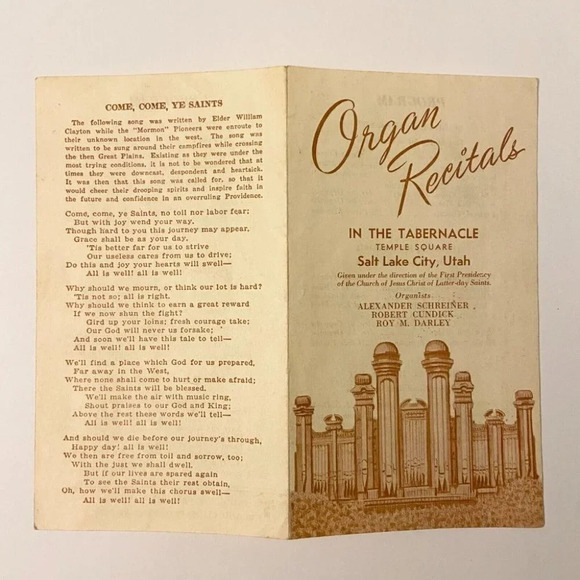 COME, COME, YE SAINTS
The following song was written by Elder William
Clayton while the "Mormon" Pioneers were enroute to
their unknown location in the west. The song was
written to be sung around their campfires while crossing
the then Great Plains. Existing as they were under the
most trying conditions, it is not to be wondered that at
times they were downcast, despondent and heartsick.
It was then that this song was called for, so that it
would cheer their drooping spirits and inspire faith in
the future and confidence in an overruling Providence.
Come, come, ye Saints, no toil nor labor fear;
But with joy wend your way.
Though hard to you this journey may appear,
Grace shall be as your day,
'Tis better far for us to strive
Our useless cares from us to drive;
Do this and joy your hearts will swell—
All is well! all is well!
Why should we mourn, or think our lot is hard?
'Tis not so; all is right.
Why should we think to earn a great reward
If we now shun the fight?
Gird up your loins; fresh courage take;
Our God will never us forsake;
And soon we'll have this tale to tell—
All is well! all is well!
We'll find a place which God for us prepared,
Far away in the West,
Where none shall come to hurt or make afraid;
There the Saints will be blessed.
We'll make the air with music ring,
Shout praises to our God and King;
Above the rest these words we'll tell—
All is well! all is well!
And should we die before our journey's through,
Happy day! all is well!
We then are free from toil and sorrow, too;
With the just we shall dwell.
But if our lives are spared again
To see the Saints their rest obtain,
Oh, how we'll make this chorus swell—
All is well! all is well!
Organ
Recitals
IN THE TABERNACLE
TEMPLE SQUARE
Salt Lake City, Utah
Given under the direction of the First Presidency
of the Church of Jesus Christ of Latter-day Saints.
Organists
ALEXANDER SCHREINER
ROBERT CUNDICK
ROY M. DARLEY